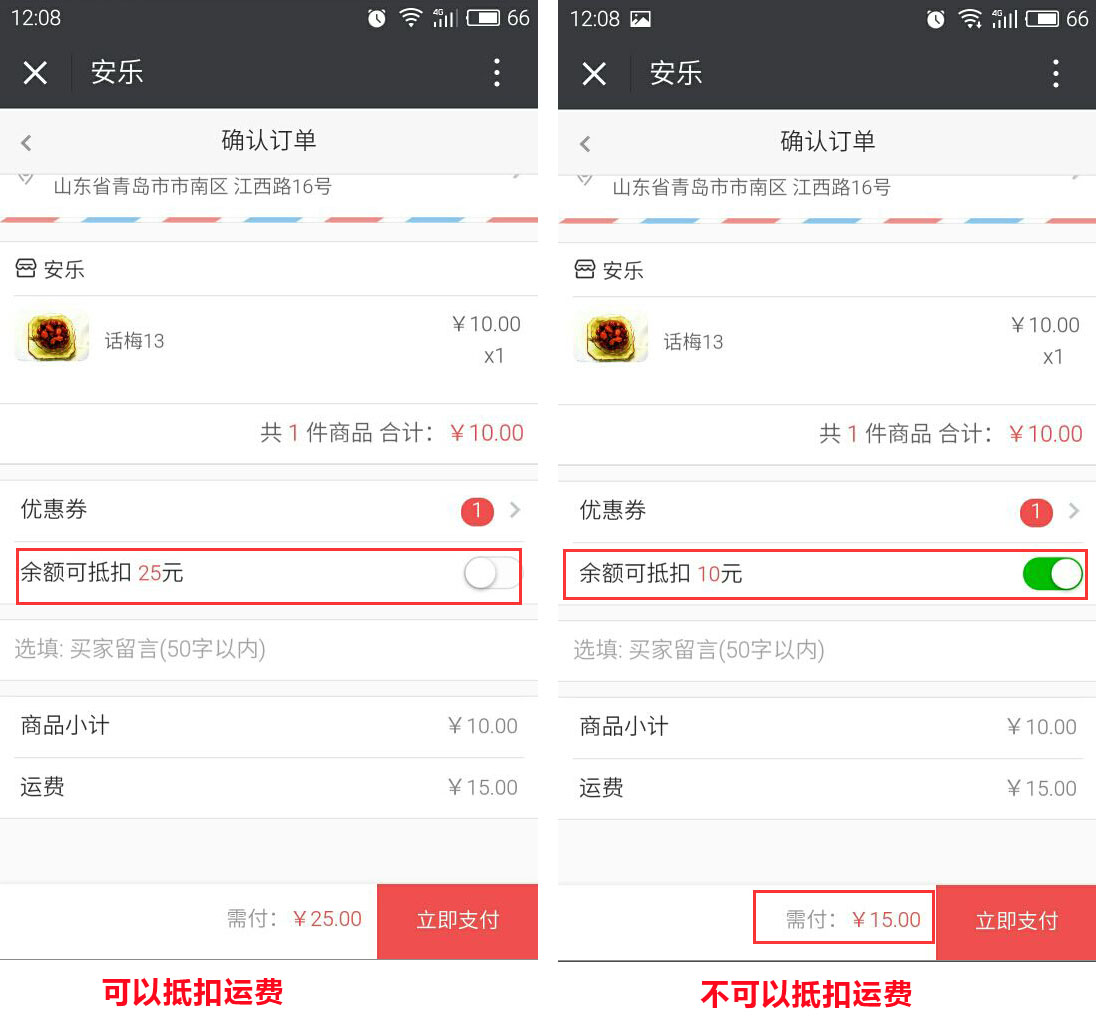 12:08 4G 66
安乐
确认订单
山东省青岛市市南区 江西路16号
安乐
话梅13
￥10.00
x1
共 1 件商品 合计： ￥10.00
优惠券 1
余额可抵扣 25元
选填: 买家留言(50字以内)
商品小计 ￥10.00
运费 ￥15.00
需付： ￥25.00 立即支付
可以抵扣运费
12:08 4G 66
安乐
确认订单
山东省青岛市市南区 江西路16号
安乐
话梅13
￥10.00
x1
共 1 件商品 合计： ￥10.00
优惠券 1
余额可抵扣 10元
选填: 买家留言(50字以内)
商品小计 ￥10.00
运费 ￥15.00
需付： ￥15.00 立即支付
不可以抵扣运费